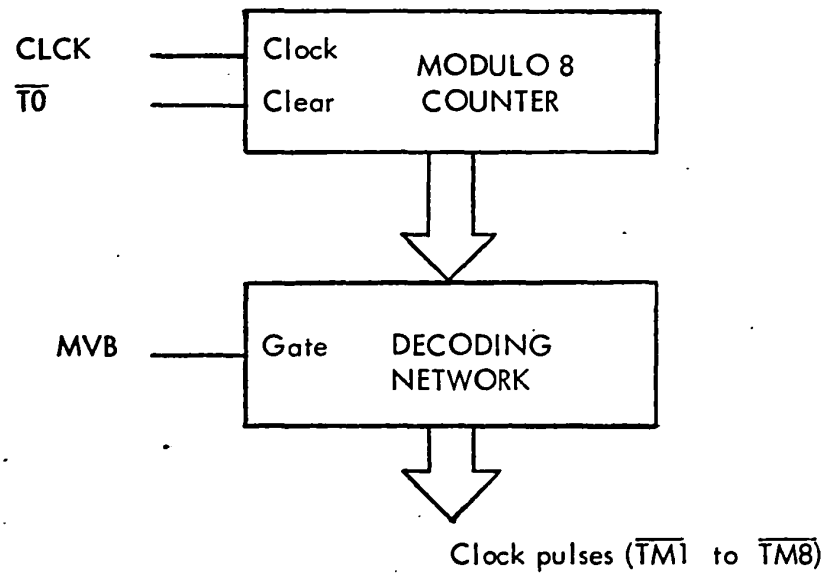 CLCK
T̅0̅
Clock
Clear
MODULO 8
COUNTER
MVB
Gate
DECODING
NETWORK
Clock pulses (T̅M̅1̅ to T̅M̅8̅)